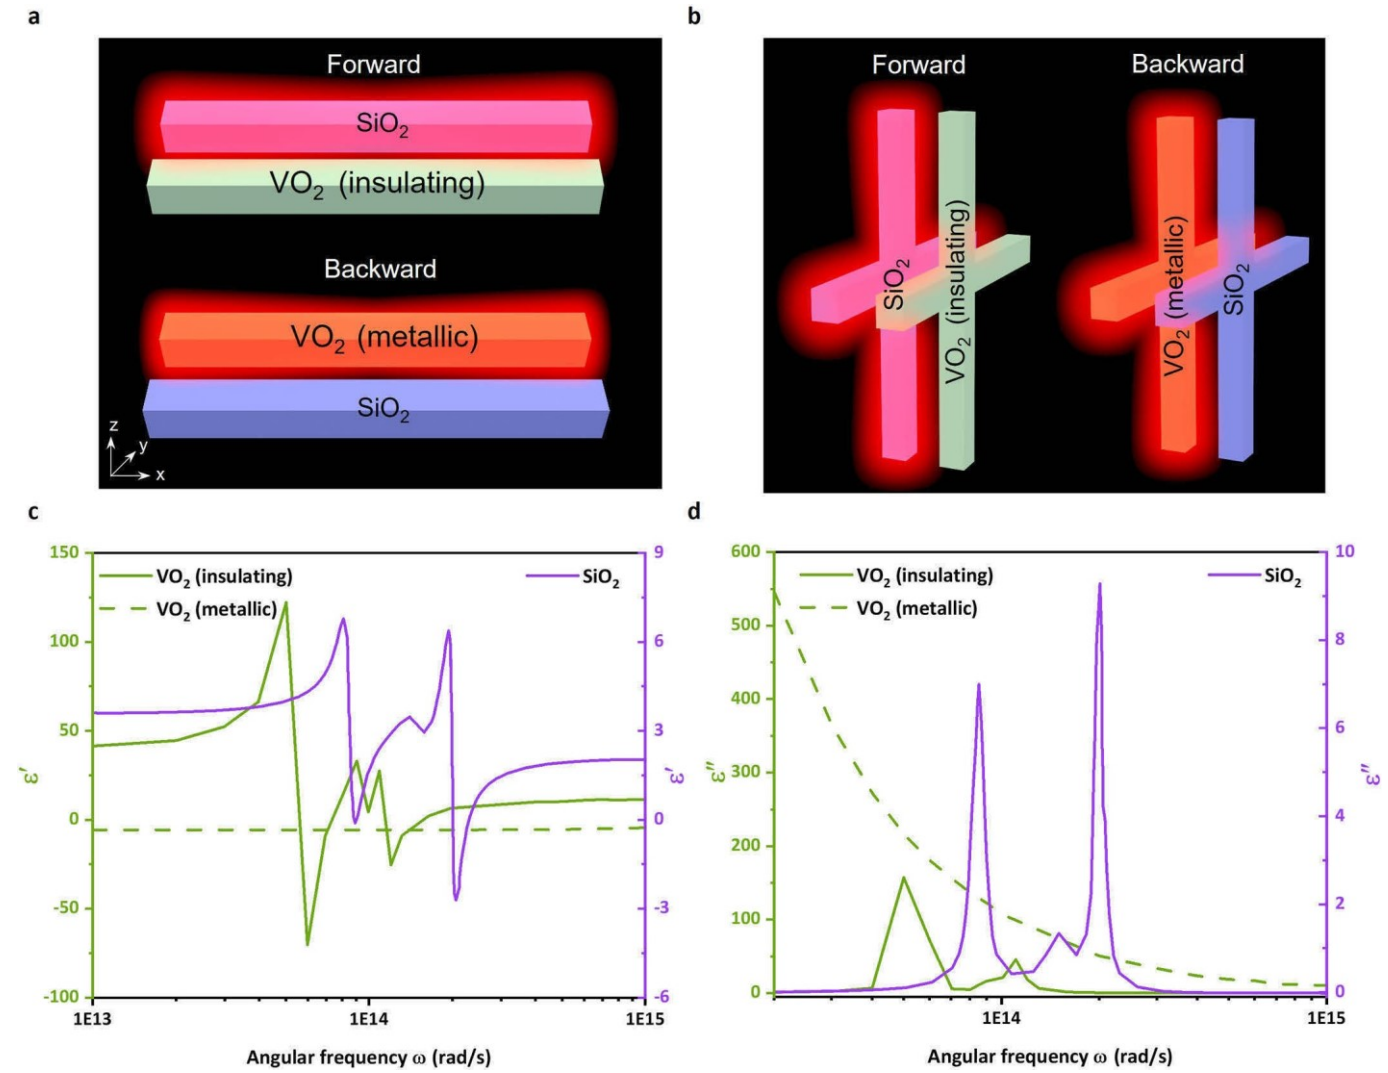 a
Forward
SiO₂
VO₂ (insulating)
Backward
VO₂ (metallic)
SiO₂
z
y
x
b
Forward
Backward
SiO₂
VO₂ (insulating)
VO₂ (metallic)
SiO₂
c
150
100
50
0
-50
-100
ε′
VO₂ (insulating)
VO₂ (metallic)
SiO₂
9
6
3
0
-3
-6
ε′
1E13
1E14
1E15
Angular frequency ω (rad/s)
d
600
500
400
300
200
100
0
ε″
VO₂ (insulating)
VO₂ (metallic)
SiO₂
10
8
6
4
2
0
ε″
1E14
1E15
Angular frequency ω (rad/s)